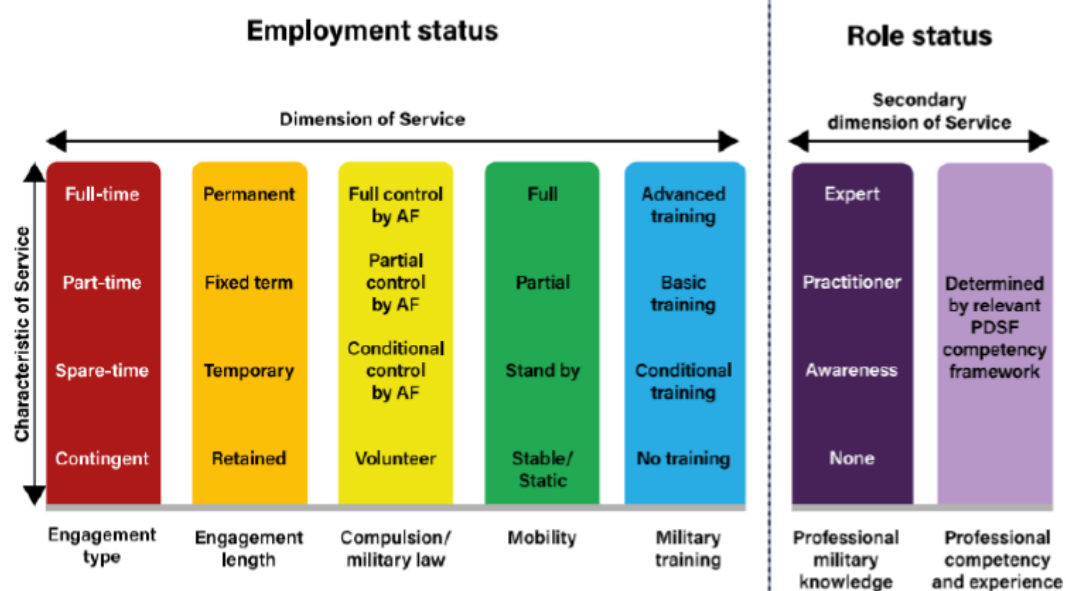 Employment status
Role status
Dimension of Service
Secondary
dimension of Service
Characteristic of Service
Full-time
Part-time
Spare-time
Contingent
Engagement
type
Permanent
Fixed term
Temporary
Retained
Engagement
length
Full control
by AF
Partial
control
by AF
Conditional
control
by AF
Volunteer
Compulsion/
military law
Full
Partial
Stand by
Stable/
Static
Mobility
Advanced
training
Basic
training
Conditional
training
No training
Military
training
Expert
Practitioner
Awareness
None
Professional
military
knowledge
Determined
by relevant
PDSF
competency
framework
Professional
competency
and experience